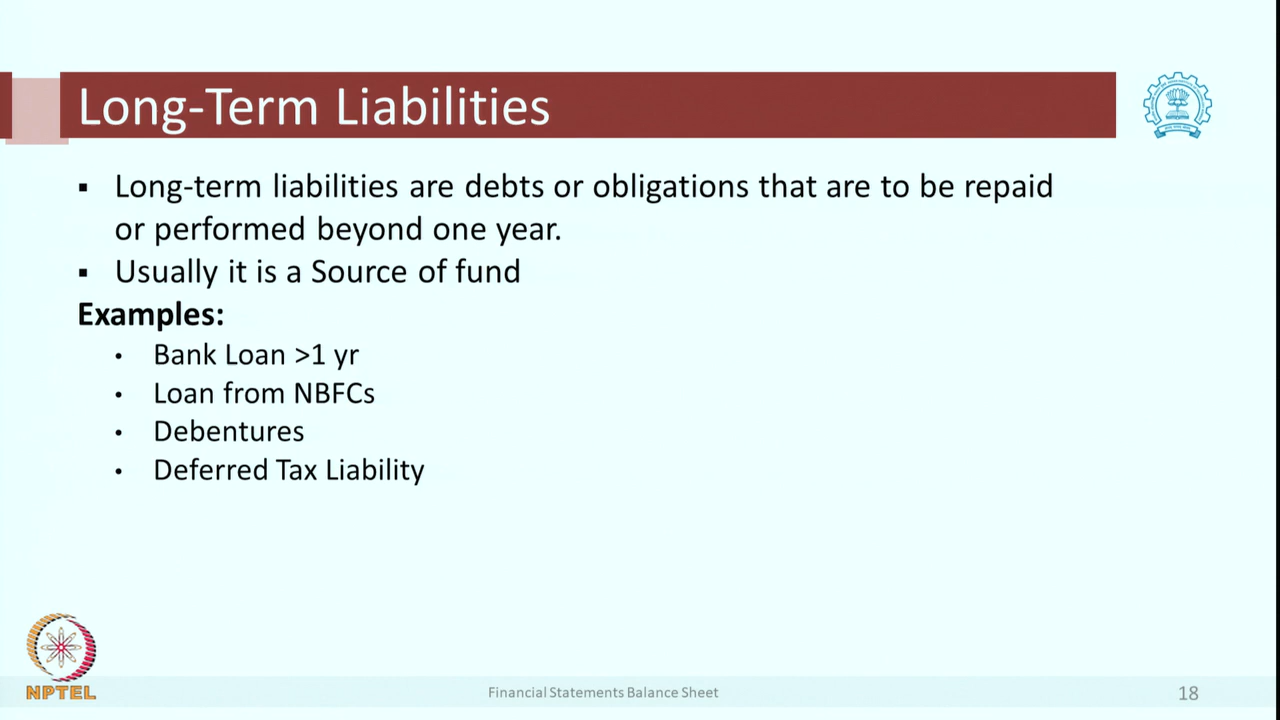 Long-Term Liabilities
▪ Long-term liabilities are debts or obligations that are to be repaid
or performed beyond one year.
▪ Usually it is a Source of fund
Examples:
• Bank Loan >1 yr
• Loan from NBFCs
• Debentures
• Deferred Tax Liability
NPTEL
Financial Statements Balance Sheet
18